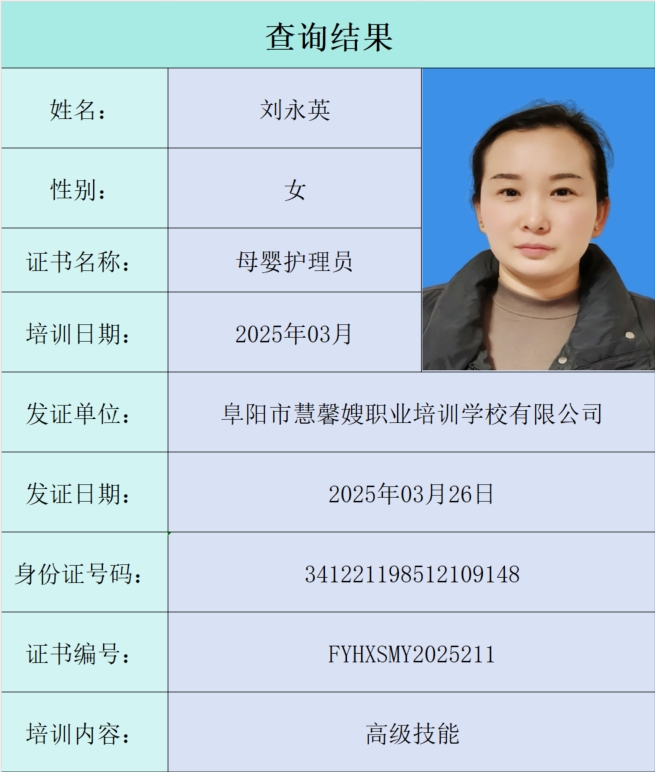 查询结果
姓名： 刘永英
性别： 女
证书名称： 母婴护理员
培训日期： 2025年03月
发证单位： 阜阳市慧馨嫂职业培训学校有限公司
发证日期： 2025年03月26日
身份证号码： 341221198512109148
证书编号： FYHXSMY2025211
培训内容： 高级技能